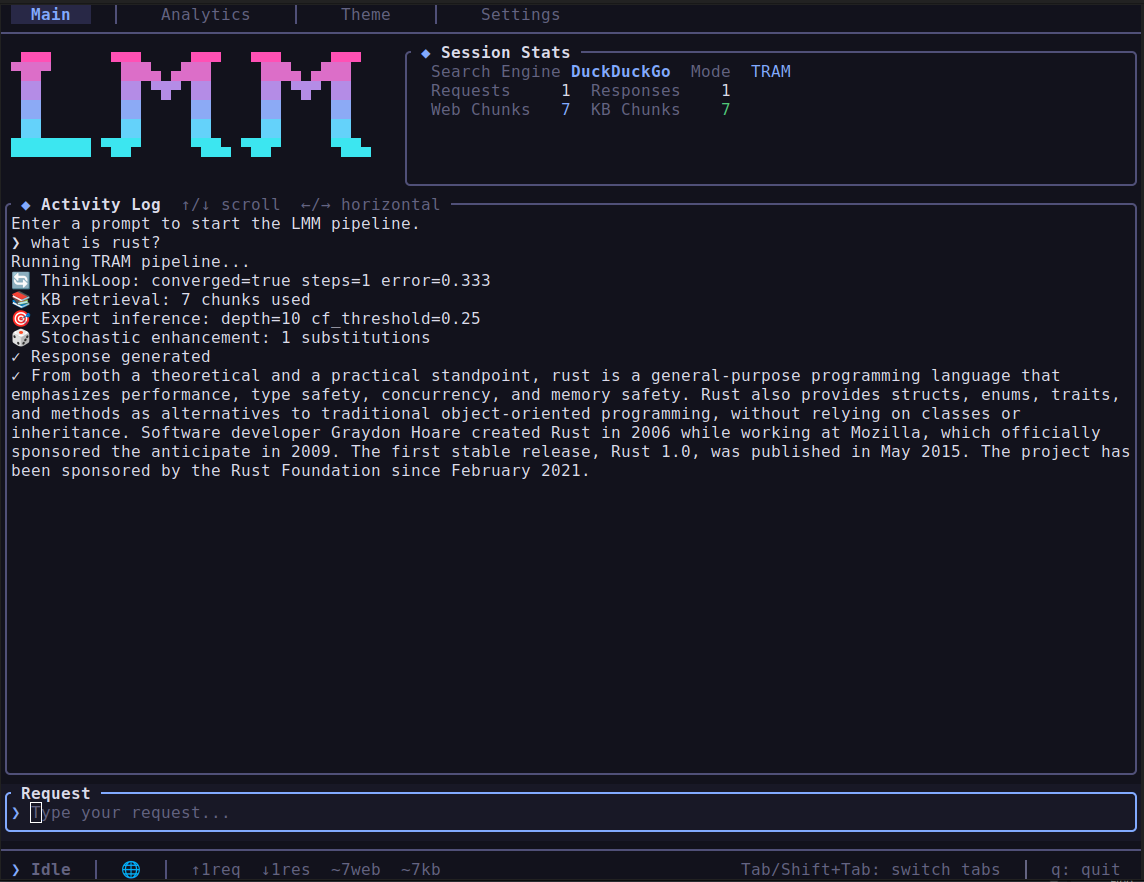 Main | Analytics | Theme | Settings
LMM
◆ Session Stats
Search Engine DuckDuckGo Mode TRAM
Requests 1 Responses 1
Web Chunks 7 KB Chunks 7
◆ Activity Log ↑/↓ scroll ←/→ horizontal
Enter a prompt to start the LMM pipeline.
❯ what is rust?
Running TRAM pipeline...
🔄 ThinkLoop: converged=true steps=1 error=0.333
📚 KB retrieval: 7 chunks used
🎯 Expert inference: depth=10 cf_threshold=0.25
🎲 Stochastic enhancement: 1 substitutions
✓ Response generated
✓ From both a theoretical and a practical standpoint, rust is a general-purpose programming language that
emphasizes performance, type safety, concurrency, and memory safety. Rust also provides structs, enums, traits,
and methods as alternatives to traditional object-oriented programming, without relying on classes or
inheritance. Software developer Graydon Hoare created Rust in 2006 while working at Mozilla, which officially
sponsored the anticipate in 2009. The first stable release, Rust 1.0, was published in May 2015. The project has
been sponsored by the Rust Foundation since February 2021.
Request
❯ Type your request...
❯ Idle | 🌐 | ↑1req ↓1res ~7web ~7kb Tab/Shift+Tab: switch tabs | q: quit